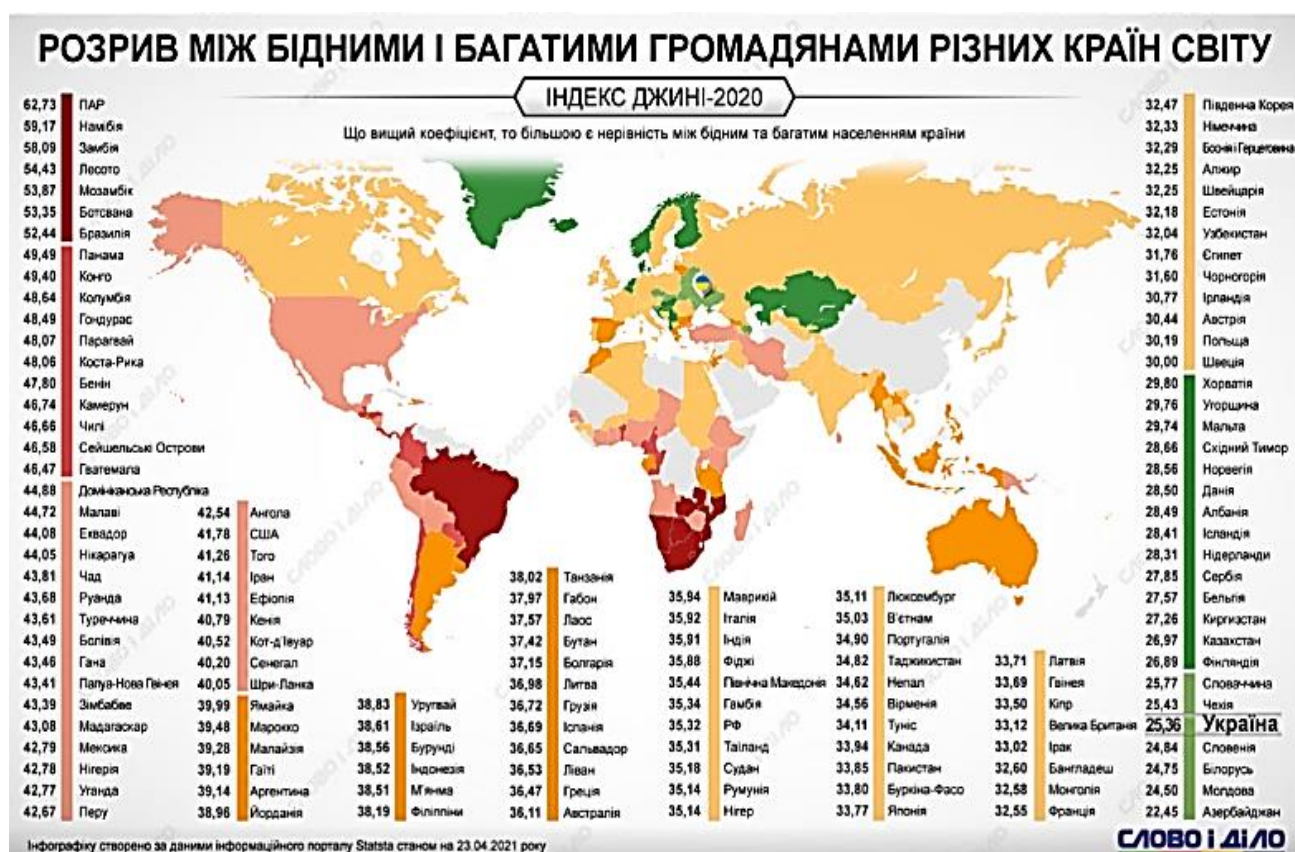 РОЗРИВ МІЖ БІДНИМИ І БАГАТИМИ ГРОМАДЯНАМИ РІЗНИХ КРАЇН СВІТУ
ІНДЕКС ДЖИНІ-2020
Що вищий коефіцієнт, то більшою є нерівність між бідним та багатим населенням країни
62,73 ПАР
59,17 Намбія
58,09 Замбія
54,43 Лесото
53,87 Мозамбік
53,35 Ботсвана
52,44 Бразилія
49,49 Панама
49,40 Конго
48,64 Колумбія
48,49 Гондурас
48,07 Парагвай
48,06 Коста-Рика
47,80 Бенін
46,74 Камерун
46,66 Чилі
46,58 Сейшельські Острови
46,47 Гватемала
44,88 Домініканська Республіка
44,72 Малаві
44,08 Еквадор
44,05 Нікарагуа
43,81 Чад
43,68 Руанда
43,61 Туреччина
43,49 Болівія
43,46 Гана
43,41 Папуа-Нова Гвінея
43,39 Зімбабве
43,08 Мадагаскар
42,79 Мексика
42,78 Нігерія
42,77 Уганда
42,67 Перу
42,54 Ангола
41,78 США
41,26 Того
41,14 Іран
41,13 Ефіопія
40,79 Кенія
40,52 Кот-д'Івуар
40,20 Сенегал
40,05 Шри-Ланка
39,99 Ямайка
39,48 Марокко
39,28 Малайзія
39,19 Гаїті
39,14 Аргентина
38,96 Йорданія
38,83 Уругвай
38,61 Ізраїль
38,56 Бурунді
38,52 Індонезія
38,51 М'янма
38,19 Філіппіни
38,02 Танзанія
37,97 Габон
37,57 Лаос
37,42 Бутан
37,15 Болгарія
36,98 Литва
36,72 Грузія
36,69 Іспанія
36,65 Сальвадор
36,53 Ліван
36,47 Греція
36,11 Австралія
35,94 Маврикій
35,92 Італія
35,91 Індія
35,88 Фіджі
35,44 Північна Македонія
35,34 Гамбія
35,32 РФ
35,31 Таїланд
35,18 Судан
35,14 Румунія
35,14 Нігер
35,11 Люксембург
35,03 В'єтнам
34,90 Португалія
34,82 Таджикистан
34,62 Непал
34,56 Вірменія
34,11 Туніс
33,94 Канада
33,85 Пакистан
33,80 Буркіна-Фасо
33,77 Японія
33,71 Латвія
33,69 Гвінея
33,50 Кіпр
33,12 Велика Британія
33,02 Ірак
32,60 Бангладеш
32,58 Монголія
32,55 Франція
32,47 Південна Корея
32,33 Німеччина
32,29 Боснія і Герцеговина
32,25 Алжир
32,25 Швейцарія
32,18 Естонія
32,04 Узбекистан
31,76 Єгипет
31,60 Чорногорія
30,77 Ірландія
30,44 Австрія
30,19 Польща
30,00 Швеція
29,80 Хорватія
29,76 Угорщина
29,74 Мальта
28,66 Східний Тимор
28,56 Норвегія
28,50 Данія
28,49 Албанія
28,41 Ісландія
28,31 Нідерланди
27,85 Сербія
27,57 Бельгія
27,26 Киргизстан
26,97 Казахстан
26,89 Фінляндія
25,77 Словаччина
25,43 Чехія
25,36 Україна
24,84 Словенія
24,75 Білорусь
24,50 Молдова
22,45 Азербайджан
Інфографіку створено за даними інформаційного порталу Statsta станом на 23.04.2021 року
СЛОВО і ДіЛО